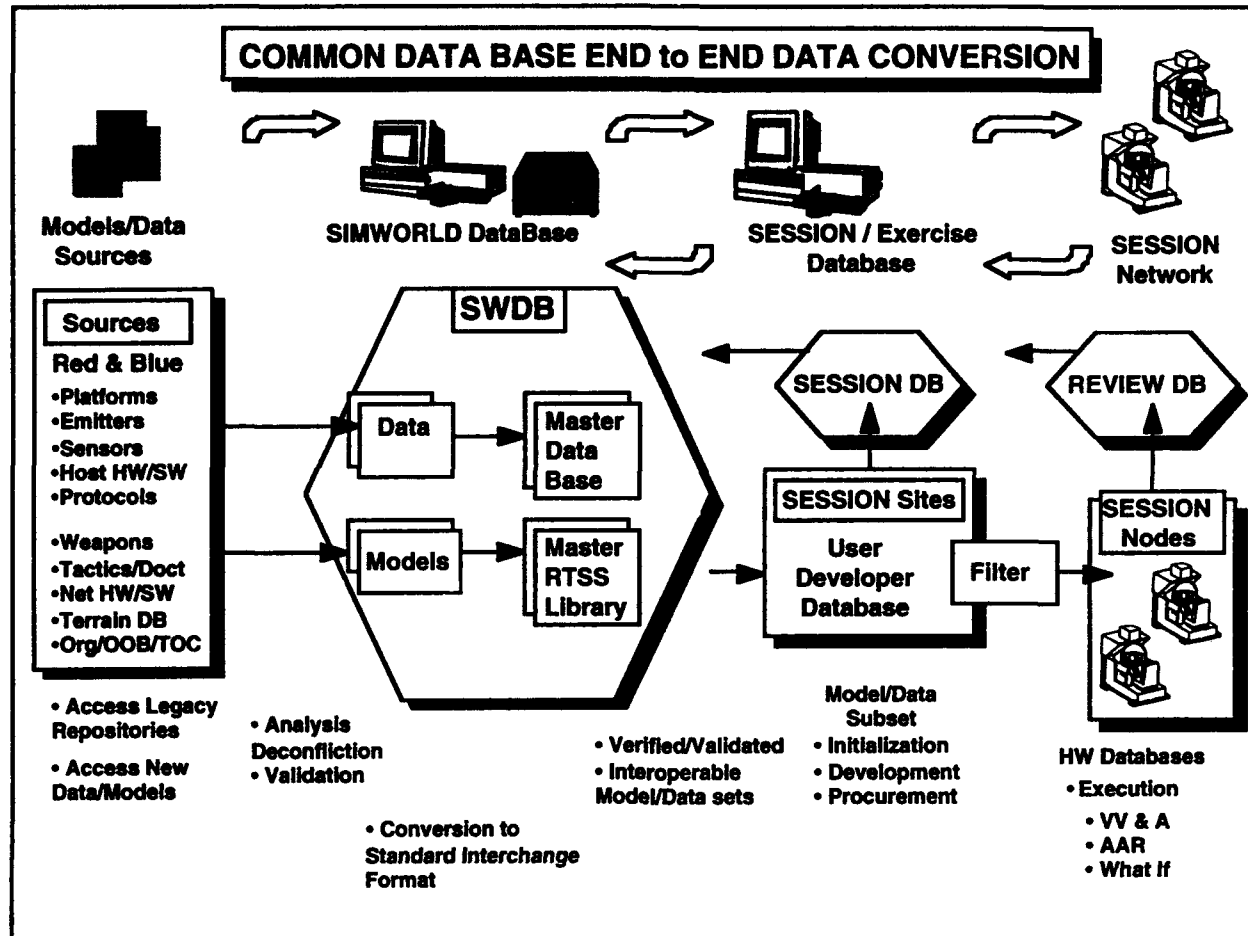 COMMON DATA BASE END to END DATA CONVERSION
Models/Data
Sources
SIMWORLD DataBase
SESSION / Exercise
Database
SESSION
Network
Sources
Red & Blue
•Platforms
•Emitters
•Sensors
•Host HW/SW
•Protocols
•Weapons
•Tactics/Doct
•Net HW/SW
•Terrain DB
•Org/OOB/TOC
SWDB
Data
Master
Data
Base
Models
Master
RTSS
Library
SESSION DB
REVIEW DB
SESSION Sites
User
Developer
Database
Filter
SESSION
Nodes
• Access Legacy
Repositories
• Access New
Data/Models
• Analysis
Deconfliction
• Validation
• Conversion to
Standard Interchange
Format
• Verified/Validated
• Interoperable
Model/Data sets
Model/Data
Subset
• Initialization
• Development
• Procurement
HW Databases
• Execution
• VV & A
• AAR
• What If